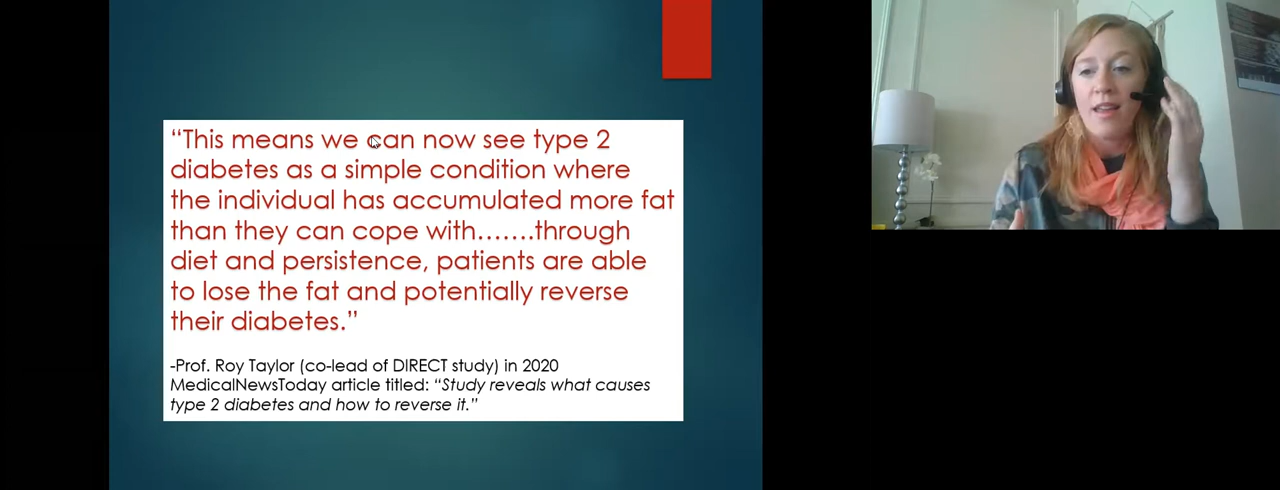 “This means we can now see type 2
diabetes as a simple condition where
the individual has accumulated more fat
than they can cope with…….through
diet and persistence, patients are able
to lose the fat and potentially reverse
their diabetes.”
-Prof. Roy Taylor (co-lead of DIRECT study) in 2020
MedicalNewsToday article titled: “Study reveals what causes
type 2 diabetes and how to reverse it.”